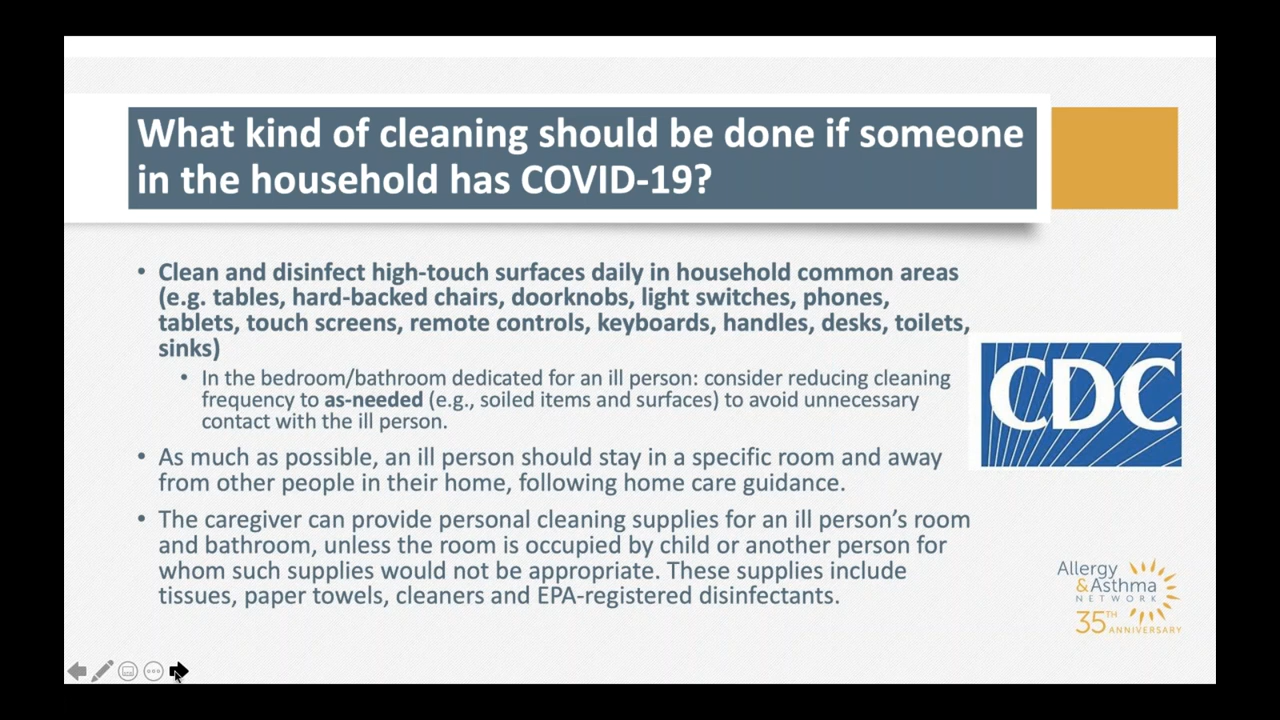 What kind of cleaning should be done if someone
in the household has COVID-19?
• Clean and disinfect high-touch surfaces daily in household common areas
(e.g. tables, hard-backed chairs, doorknobs, light switches, phones,
tablets, touch screens, remote controls, keyboards, handles, desks, toilets,
sinks)
• In the bedroom/bathroom dedicated for an ill person: consider reducing cleaning
frequency to as-needed (e.g., soiled items and surfaces) to avoid unnecessary
contact with the ill person.
• As much as possible, an ill person should stay in a specific room and away
from other people in their home, following home care guidance.
• The caregiver can provide personal cleaning supplies for an ill person’s room
and bathroom, unless the room is occupied by child or another person for
whom such supplies would not be appropriate. These supplies include
tissues, paper towels, cleaners and EPA-registered disinfectants.
CDC
Allergy
&Asthma
NETWORK
35TH ANNIVERSARY